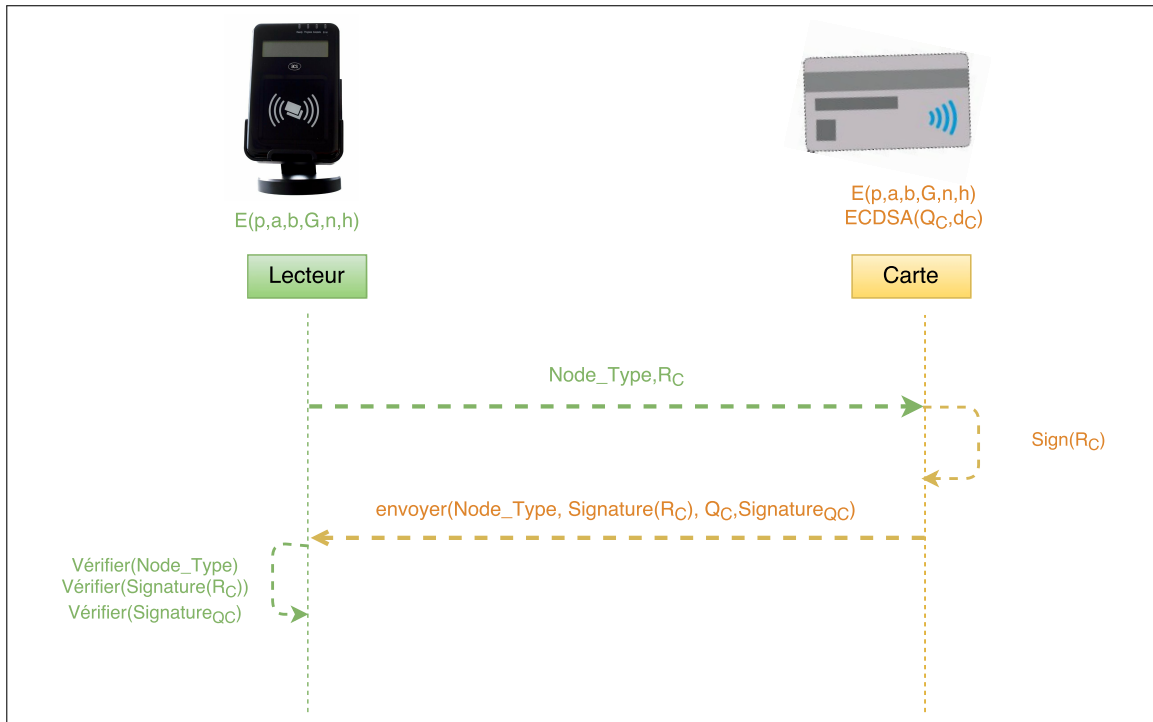 E(p,a,b,G,n,h)
E(p,a,b,G,n,h)
ECDSA(QC,dC)
Lecteur
Carte
Node_Type,RC
Sign(RC)
envoyer(Node_Type, Signature(RC), QC,SignatureQC)
Vérifier(Node_Type)
Vérifier(Signature(RC))
Vérifier(SignatureQC)